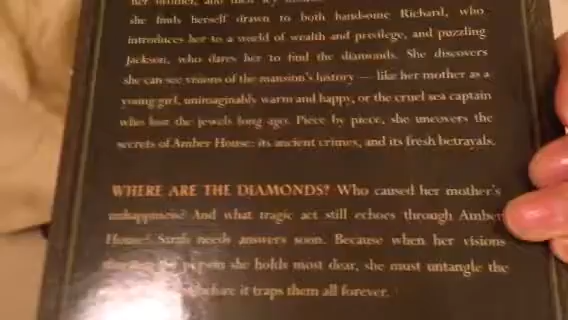 her brother, and their
she finds herself drawn to both handsome Richard, who
introduces her to a world of wealth and privilege, and puzzling
Jackson, who dares her to find the diamonds. She discovers
she can see visions of the mansion's history — like her mother as a
young girl, unimaginably warm and happy, or the cruel sea captain
who lost the jewels long ago. Piece by piece, she uncovers the
secrets of Amber House: its ancient crimes, and its fresh betrayals.
WHERE ARE THE DIAMONDS? Who caused her mother's
unhappiness? And what tragic act still echoes through Amber
House? Sarah needs answers soon. Because when her visions
the person she holds most dear, she must untangle the
before it traps them all forever.